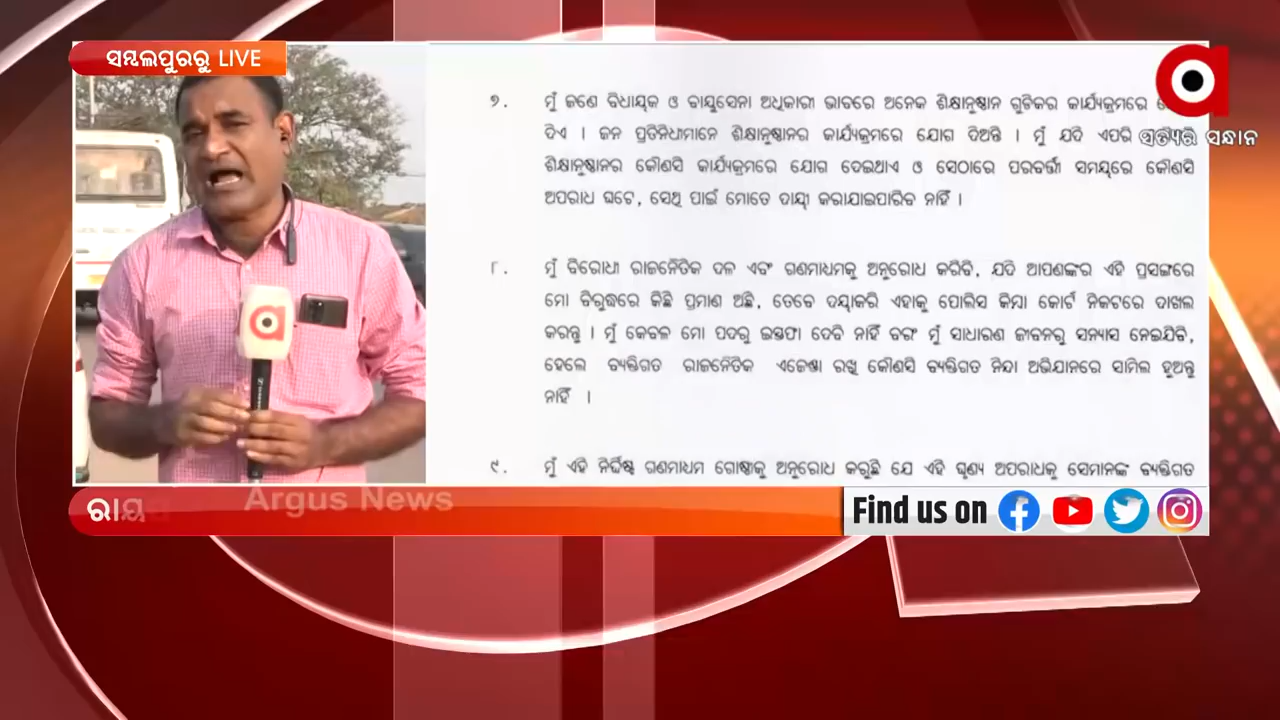 ସମ୍ବଲପୁରରୁ LIVE
୭. ମୁଁ ଜଣେ ବିଧାୟକ ଓ ବାୟୁସେନା ଅଧିକାରୀ ଭାବରେ ଅନେକ ଶିକ୍ଷାନୁଷ୍ଠାନ ଗୁଡିକର କାର୍ଯ୍ୟକ୍ରମରେ
ଦିଏ । ଜନ ପ୍ରତିନିଧୀମାନେ ଶିକ୍ଷାନୁଷ୍ଠାନର କାର୍ଯ୍ୟକ୍ରମରେ ଯୋଗ ଦିଅନ୍ତି । ମୁଁ ଯଦି ଏପରି
ସନ୍ଧାନ
ଶିକ୍ଷାନୁଷ୍ଠାନର କୌଣସି କାର୍ଯ୍ୟକ୍ରମରେ ଯୋଗ ଦେଇଥାଏ ଓ ସେଠାରେ ପରବର୍ତ୍ତୀ ସମୟରେ କୌଣସି
ଅପରାଧ ଘଟେ, ସେଥି ପାଇଁ ମୋତେ ଦାୟୀ କରାଯାଇପାରିବ ନାହିଁ ।
୮. ମୁଁ ବିରୋଧୀ ରାଜନୈତିକ ଦଳ ଏବଂ ଗଣମାଧ୍ୟମକୁ ଅନୁରୋଧ କରିବି, ଯଦି ଆପଣଙ୍କର ଏହି ପ୍ରସଙ୍ଗରେ
ମୋ ବିରୁଦ୍ଧରେ କିଛି ପ୍ରମାଣ ଅଛି, ତେବେ ଦୟାକରି ଏହାକୁ ପୋଲିସ କିମ୍ବା କୋର୍ଟ ନିକଟରେ ଦାଖଲ
କରନ୍ତୁ । ମୁଁ କେବଳ ମୋ ପଦରୁ ଇସ୍ତଫା ଦେବି ନାହିଁ ବରଂ ମୁଁ ସାଧାରଣ ଜୀବନରୁ ସନ୍ୟାସ ନେଇଯିବି,
ହେଲେ ବ୍ୟକ୍ତିଗତ ରାଜନୈତିକ ଏଜେଣ୍ଡା ରଖି କୌଣସି ବ୍ୟକ୍ତିଗତ ନିନ୍ଦା ଅଭିଯାନରେ ସାମିଲ ହୁଅନ୍ତୁ
ନାହିଁ ।
୯. ମୁଁ ଏହି ନିର୍ଦ୍ଦିଷ୍ଟ ଗଣମାଧ୍ୟମ ଗୋଷ୍ଠୀକୁ ଅନୁରୋଧ କରୁଛି ଯେ ଏହି ଘୃଣ୍ୟ ଅପରାଧକୁ ସେମାନଙ୍କ ବ୍ୟକ୍ତିଗତ
Argus News
Find us on